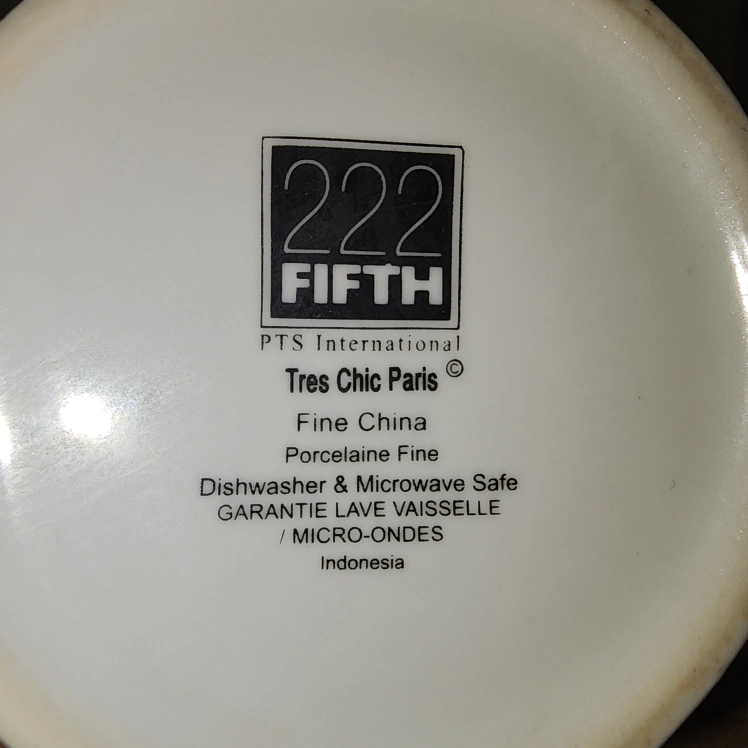 222
FIFTH
PTS International
Tres Chic Paris ©
Fine China
Porcelaine Fine
Dishwasher & Microwave Safe
GARANTIE LAVE VAISSELLE
/ MICRO-ONDES
Indonesia